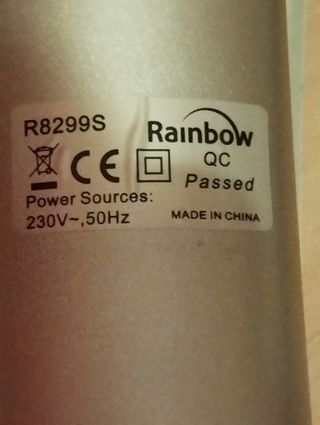 R8299S
Rainbow
QC
Passed
Power Sources:
230V~,50Hz
MADE IN CHINA